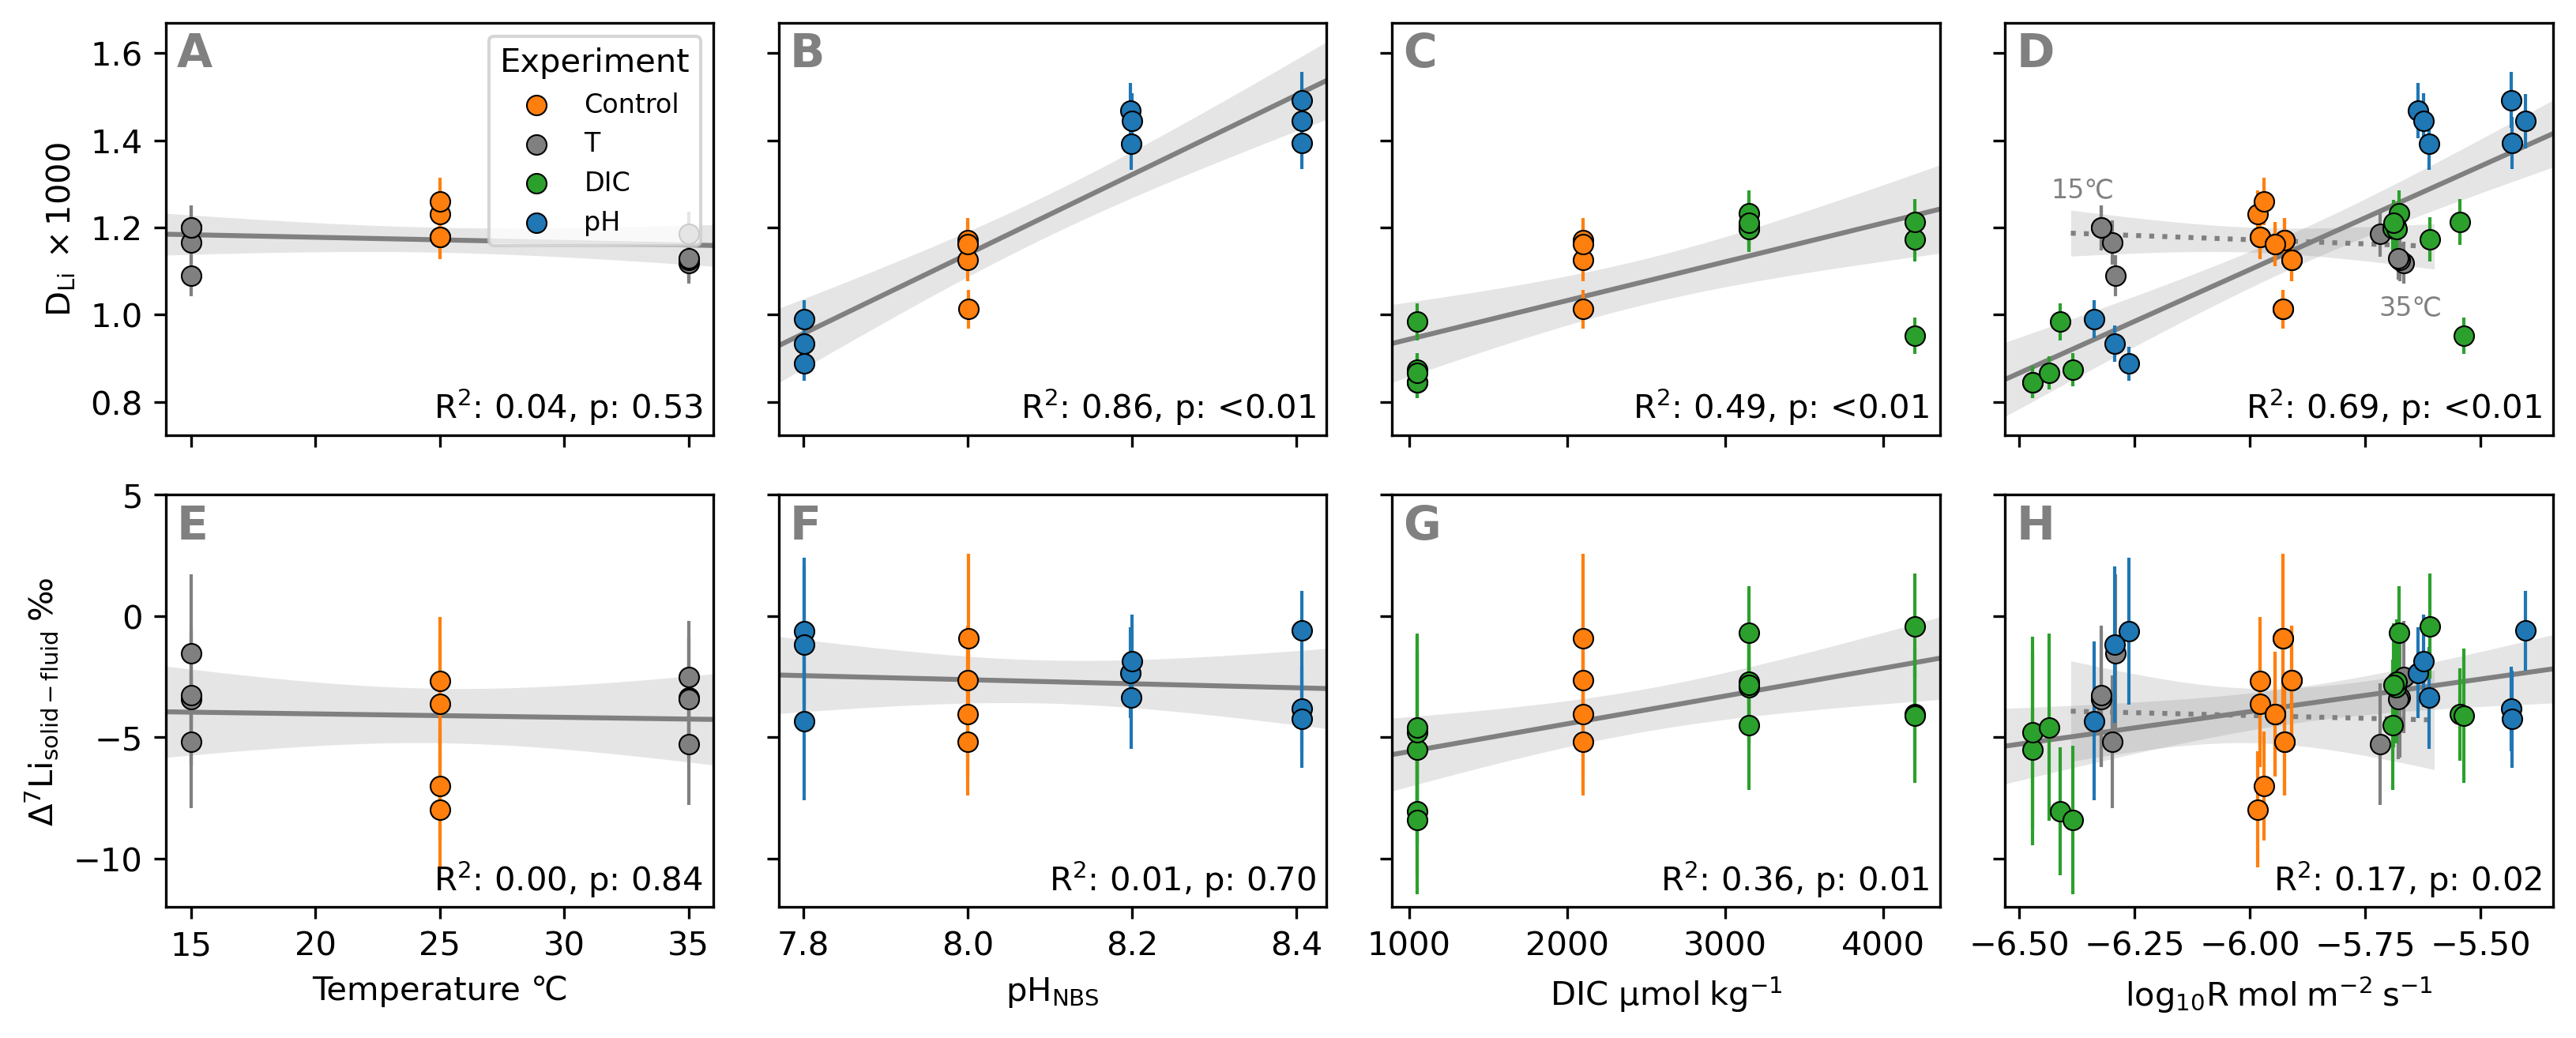 A
Experiment
Control
T
DIC
pH
B
C
D
15℃
35℃
1.6
1.4
1.2
1.0
0.8
D_Li × 1000
R²: 0.04, p: 0.53
R²: 0.86, p: <0.01
R²: 0.49, p: <0.01
R²: 0.69, p: <0.01
E
F
G
H
5
0
−5
−10
Δ⁷Li_solid−fluid ‰
R²: 0.00, p: 0.84
R²: 0.01, p: 0.70
R²: 0.36, p: 0.01
R²: 0.17, p: 0.02
15 20 25 30 35
7.8 8.0 8.2 8.4
1000 2000 3000 4000
−6.50 −6.25 −6.00 −5.75 −5.50
Temperature ℃
pH_NBS
DIC µmol kg⁻¹
log₁₀R mol m⁻² s⁻¹